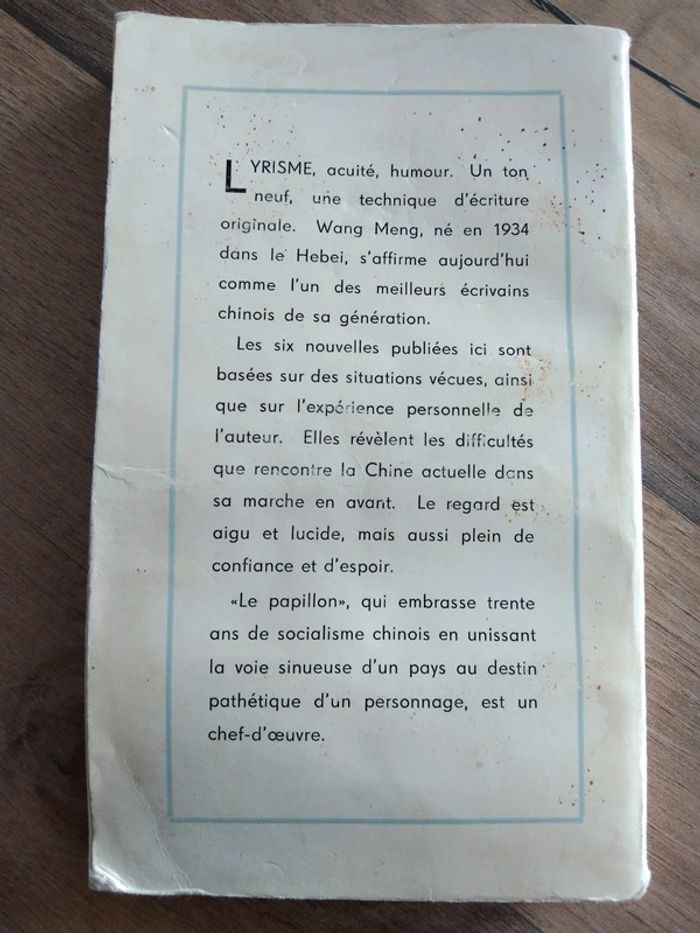 LYRISME, acuité, humour. Un ton
neuf, une technique d'écriture
originale. Wang Meng, né en 1934
dans le Hebei, s'affirme aujourd'hui
comme l'un des meilleurs écrivains
chinois de sa génération.
Les six nouvelles publiées ici sont
basées sur des situations vécues, ainsi
que sur l'expérience personnelle de
l'auteur. Elles révèlent les difficultés
que rencontre la Chine actuelle dans
sa marche en avant. Le regard est
aigu et lucide, mais aussi plein de
confiance et d'espoir.
«Le papillon», qui embrasse trente
ans de socialisme chinois en unissant
la voie sinueuse d'un pays au destin
pathétique d'un personnage, est un
chef-d'œuvre.